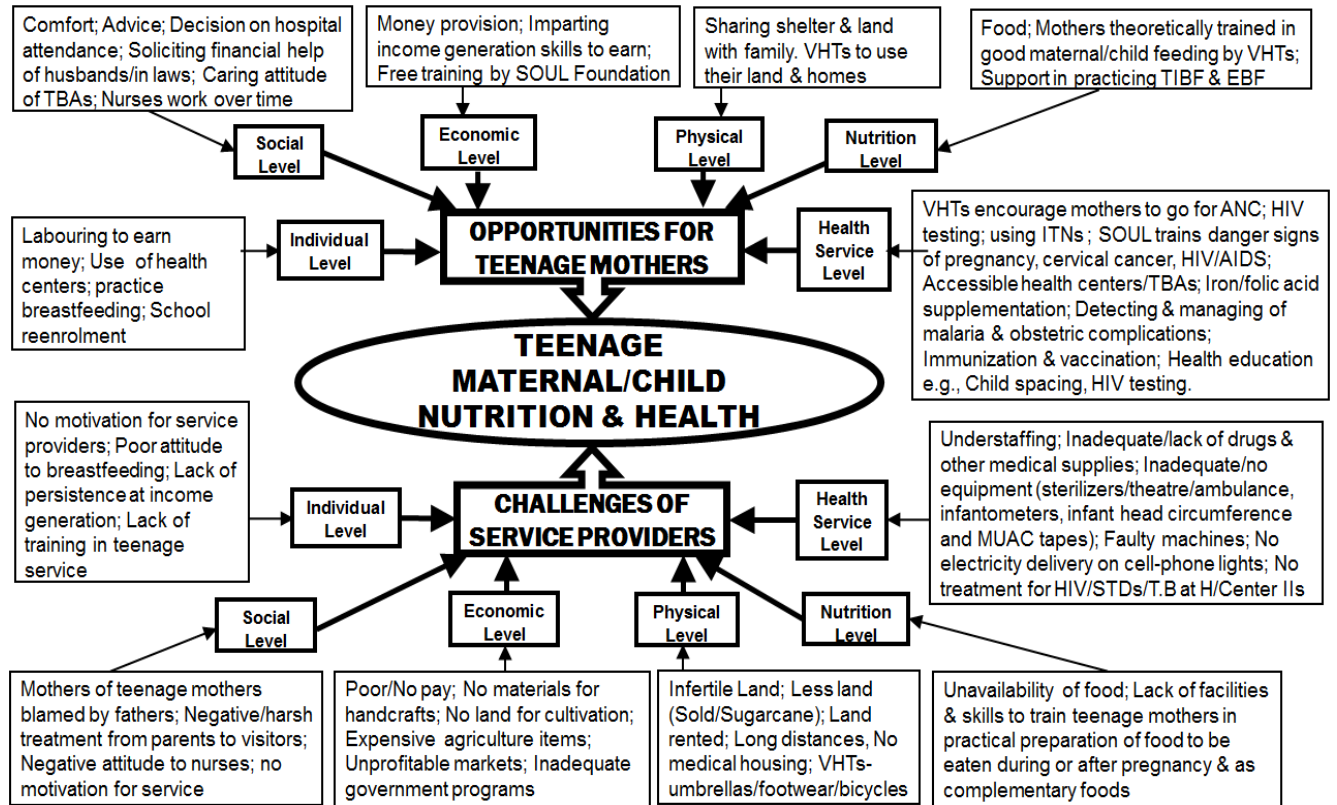 Comfort; Advice; Decision on hospital
attendance; Soliciting financial help
of husbands/in laws; Caring attitude
of TBAs; Nurses work over time
Money provision; Imparting
income generation skills to earn;
Free training by SOUL Foundation
Sharing shelter & land
with family. VHTs to use
their land & homes
Food; Mothers theoretically trained in
good maternal/child feeding by VHTs;
Support in practicing TIBF & EBF
Social
Level
Economic
Level
Physical
Level
Nutrition
Level
Labouring to earn
money; Use of health
centers; practice
breastfeeding; School
reenrolment
Individual
Level
OPPORTUNITIES FOR
TEENAGE MOTHERS
Health
Service
Level
VHTs encourage mothers to go for ANC; HIV
testing; using ITNs ; SOUL trains danger signs
of pregnancy, cervical cancer, HIV/AIDS;
Accessible health centers/TBAs; Iron/folic acid
supplementation; Detecting & managing of
malaria & obstetric complications;
Immunization & vaccination; Health education
e.g., Child spacing, HIV testing.
TEENAGE
MATERNAL/CHILD
NUTRITION & HEALTH
No motivation for service
providers; Poor attitude
to breastfeeding; Lack of
persistence at income
generation; Lack of
training in teenage
service
Individual
Level
CHALLENGES OF
SERVICE PROVIDERS
Health
Service
Level
Understaffing; Inadequate/lack of drugs &
other medical supplies; Inadequate/no
equipment (sterilizers/theatre/ambulance,
infantometers, infant head circumference
and MUAC tapes); Faulty machines; No
electricity delivery on cell-phone lights; No
treatment for HIV/STDs/T.B at H/Center IIs
Social
Level
Economic
Level
Physical
Level
Nutrition
Level
Mothers of teenage mothers
blamed by fathers; Negative/harsh
treatment from parents to visitors;
Negative attitude to nurses; no
motivation for service
Poor/No pay; No materials for
handcrafts; No land for cultivation;
Expensive agriculture items;
Unprofitable markets; Inadequate
government programs
Infertile Land; Less land
(Sold/Sugarcane); Land
rented; Long distances, No
medical housing; VHTs-
umbrellas/footwear/bicycles
Unavailability of food; Lack of facilities
& skills to train teenage mothers in
practical preparation of food to be
eaten during or after pregnancy & as
complementary foods